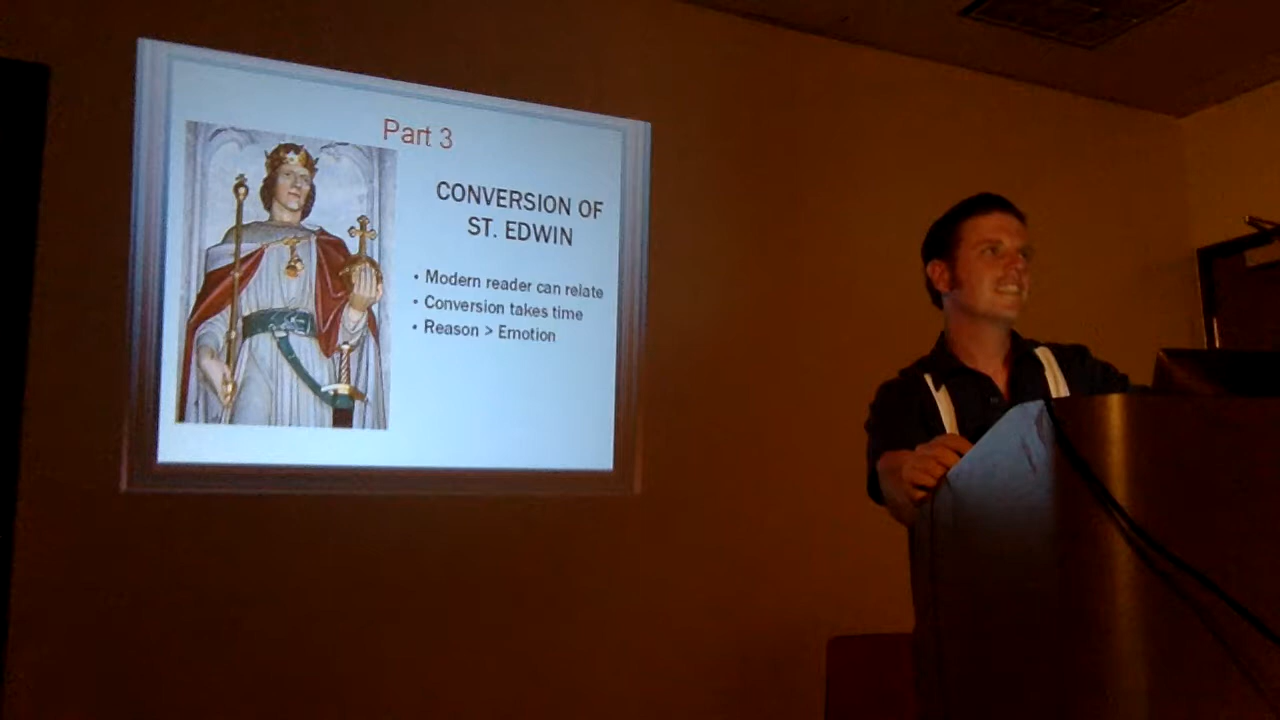 Part 3
CONVERSION OF
ST. EDWIN
• Modern reader can relate
• Conversion takes time
• Reason > Emotion